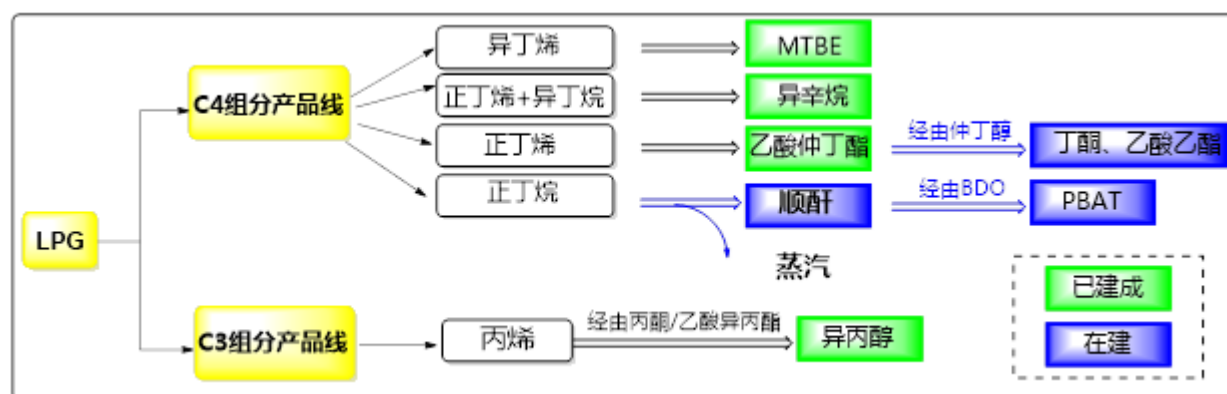 异丁烯
MTBE
C4组分产品线
正丁烯+异丁烷
异辛烷
正丁烯
乙酸仲丁酯
经由仲丁醇
丁酮、乙酸乙酯
正丁烷
顺酐
经由BDO
PBAT
LPG
蒸汽
已建成
C3组分产品线
丙烯
经由丙酮/乙酸异丙酯
异丙醇
在建